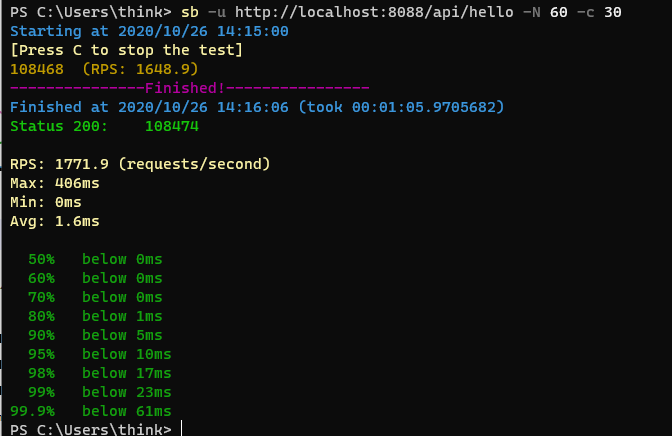 PS C:\Users\think> sb -u http://localhost:8088/api/hello -N 60 -c 30
Starting at 2020/10/26 14:15:00
[Press C to stop the test]
108468  (RPS: 1648.9)
---------------Finished!----------------
Finished at 2020/10/26 14:16:06 (took 00:01:05.9705682)
Status 200:    108474

RPS: 1771.9 (requests/second)
Max: 406ms
Min: 0ms
Avg: 1.6ms

  50%   below 0ms
  60%   below 0ms
  70%   below 0ms
  80%   below 1ms
  90%   below 5ms
  95%   below 10ms
  98%   below 17ms
  99%   below 23ms
99.9%   below 61ms
PS C:\Users\think>